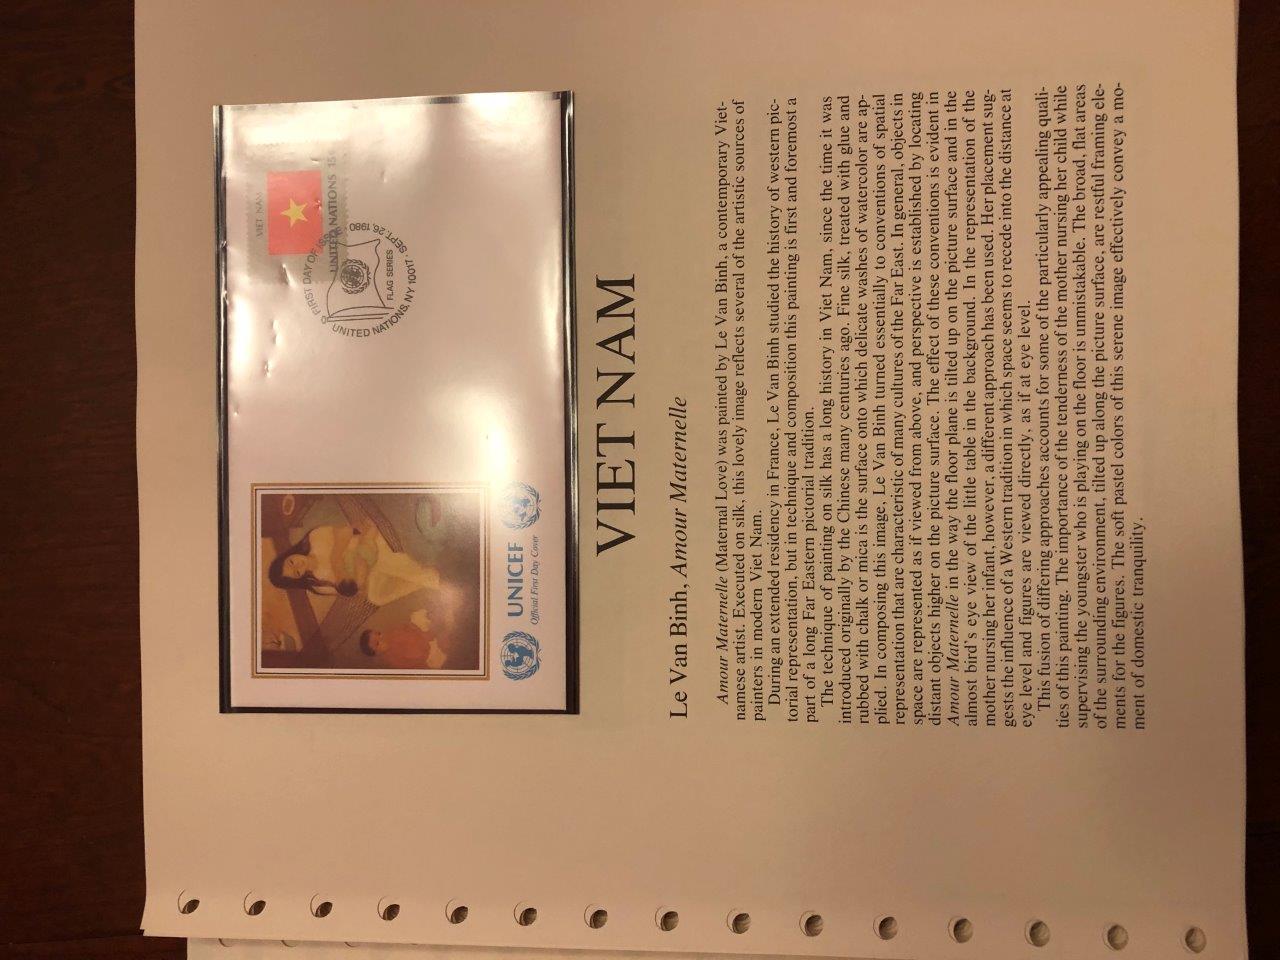 VIET NAM
UNITED NATIONS 15¢
FIRST DAY OF ISSUE
SEPT. 26, 1980
FLAG SERIES
UNITED NATIONS, NY 10017
UNICEF
Official First Day Cover
VIET NAM
Le Van Binh, Amour Maternelle
Amour Maternelle (Maternal Love) was painted by Le Van Binh, a contemporary Viet-
namese artist. Executed on silk, this lovely image reflects several of the artistic sources of
painters in modern Viet Nam.
During an extended residency in France, Le Van Binh studied the history of western pic-
torial representation, but in technique and composition this painting is first and foremost a
part of a long Far Eastern pictorial tradition.
The technique of painting on silk has a long history in Viet Nam, since the time it was
introduced originally by the Chinese many centuries ago. Fine silk, treated with glue and
rubbed with chalk or mica is the surface onto which delicate washes of watercolor are ap-
plied. In composing this image, Le Van Binh turned essentially to conventions of spatial
representation that are characteristic of many cultures of the Far East. In general, objects in
space are represented as if viewed from above, and perspective is established by locating
distant objects higher on the picture surface. The effect of these conventions is evident in
Amour Maternelle in the way the floor plane is tilted up on the picture surface and in the
almost bird's eye view of the little table in the background. In the representation of the
mother nursing her infant, however, a different approach has been used. Her placement sug-
gests the influence of a Western tradition in which space seems to recede into the distance at
eye level and figures are viewed directly, as if at eye level.
This fusion of differing approaches accounts for some of the particularly appealing quali-
ties of this painting. The importance of the tenderness of the mother nursing her child while
supervising the youngster who is playing on the floor is unmistakable. The broad, flat areas
of the surrounding environment, tilted up along the picture surface, are restful framing ele-
ments for the figures. The soft pastel colors of this serene image effectively convey a mo-
ment of domestic tranquility.